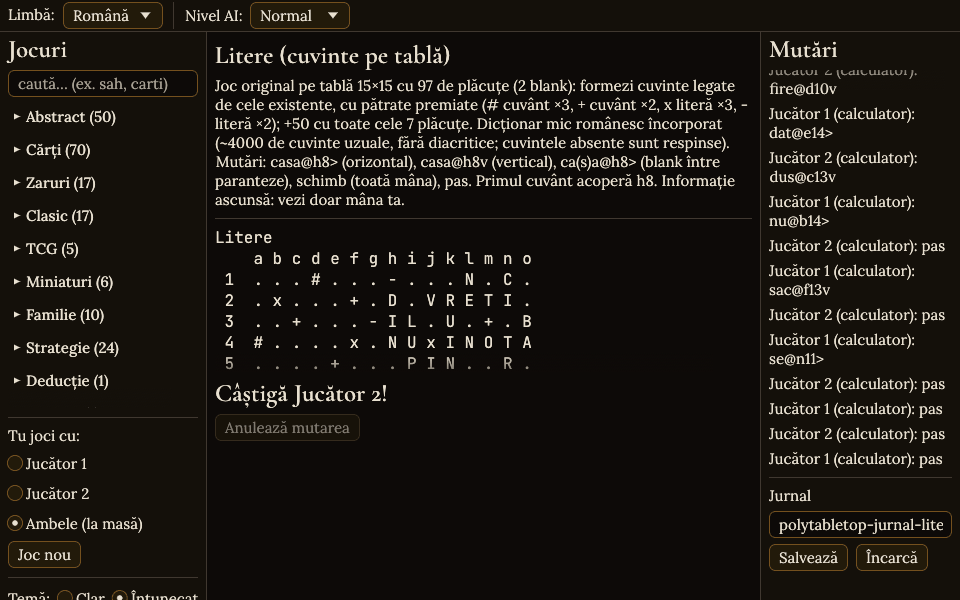 Limbă: Română ▼ Nivel AI: Normal ▼
Jocuri
caută... (ex. sah, carti)
▸ Abstract (50)
▸ Cărți (70)
▸ Zaruri (17)
▸ Clasic (17)
▸ TCG (5)
▸ Miniaturi (6)
▸ Familie (10)
▸ Strategie (24)
▸ Deducție (1)
Tu joci cu:
Jucător 1
Jucător 2
Ambele (la masă)
Joc nou
Temă: Clar Întunecat
Litere (cuvinte pe tablă)
Joc original pe tablă 15×15 cu 97 de plăcuțe (2 blank): formezi cuvinte legate
de cele existente, cu pătrate premiate (# cuvânt ×3, + cuvânt ×2, x literă ×3, -
literă ×2); +50 cu toate cele 7 plăcuțe. Dicționar mic românesc încorporat
(~4000 de cuvinte uzuale, fără diacritice; cuvintele absente sunt respinse).
Mutări: casa@h8> (orizontal), casa@h8v (vertical), ca(s)a@h8> (blank între
paranteze), schimb (toată mâna), pas. Primul cuvânt acoperă h8. Informație
ascunsă: vezi doar mâna ta.
Litere
a b c d e f g h i j k l m n o
1 . . . # . . . - . . . N . C .
2 . x . . . + . D . V R E T I .
3 . . + . . . - I L . U . + . B
4 # . . . . x . N U x I N O T A
5 . . . . + . . . P I N . . R .
Câștigă Jucător 2!
Anulează mutarea
Mutări
Jucător 2 (calculator):
fire@d10v
Jucător 1 (calculator):
dat@e14>
Jucător 2 (calculator):
dus@c13v
Jucător 1 (calculator):
nu@b14>
Jucător 2 (calculator): pas
Jucător 1 (calculator):
sac@f13v
Jucător 2 (calculator): pas
Jucător 1 (calculator):
se@n11>
Jucător 2 (calculator): pas
Jucător 1 (calculator): pas
Jucător 2 (calculator): pas
Jucător 1 (calculator): pas
Jurnal
polytabletop-jurnal-lite
Salvează Încarcă